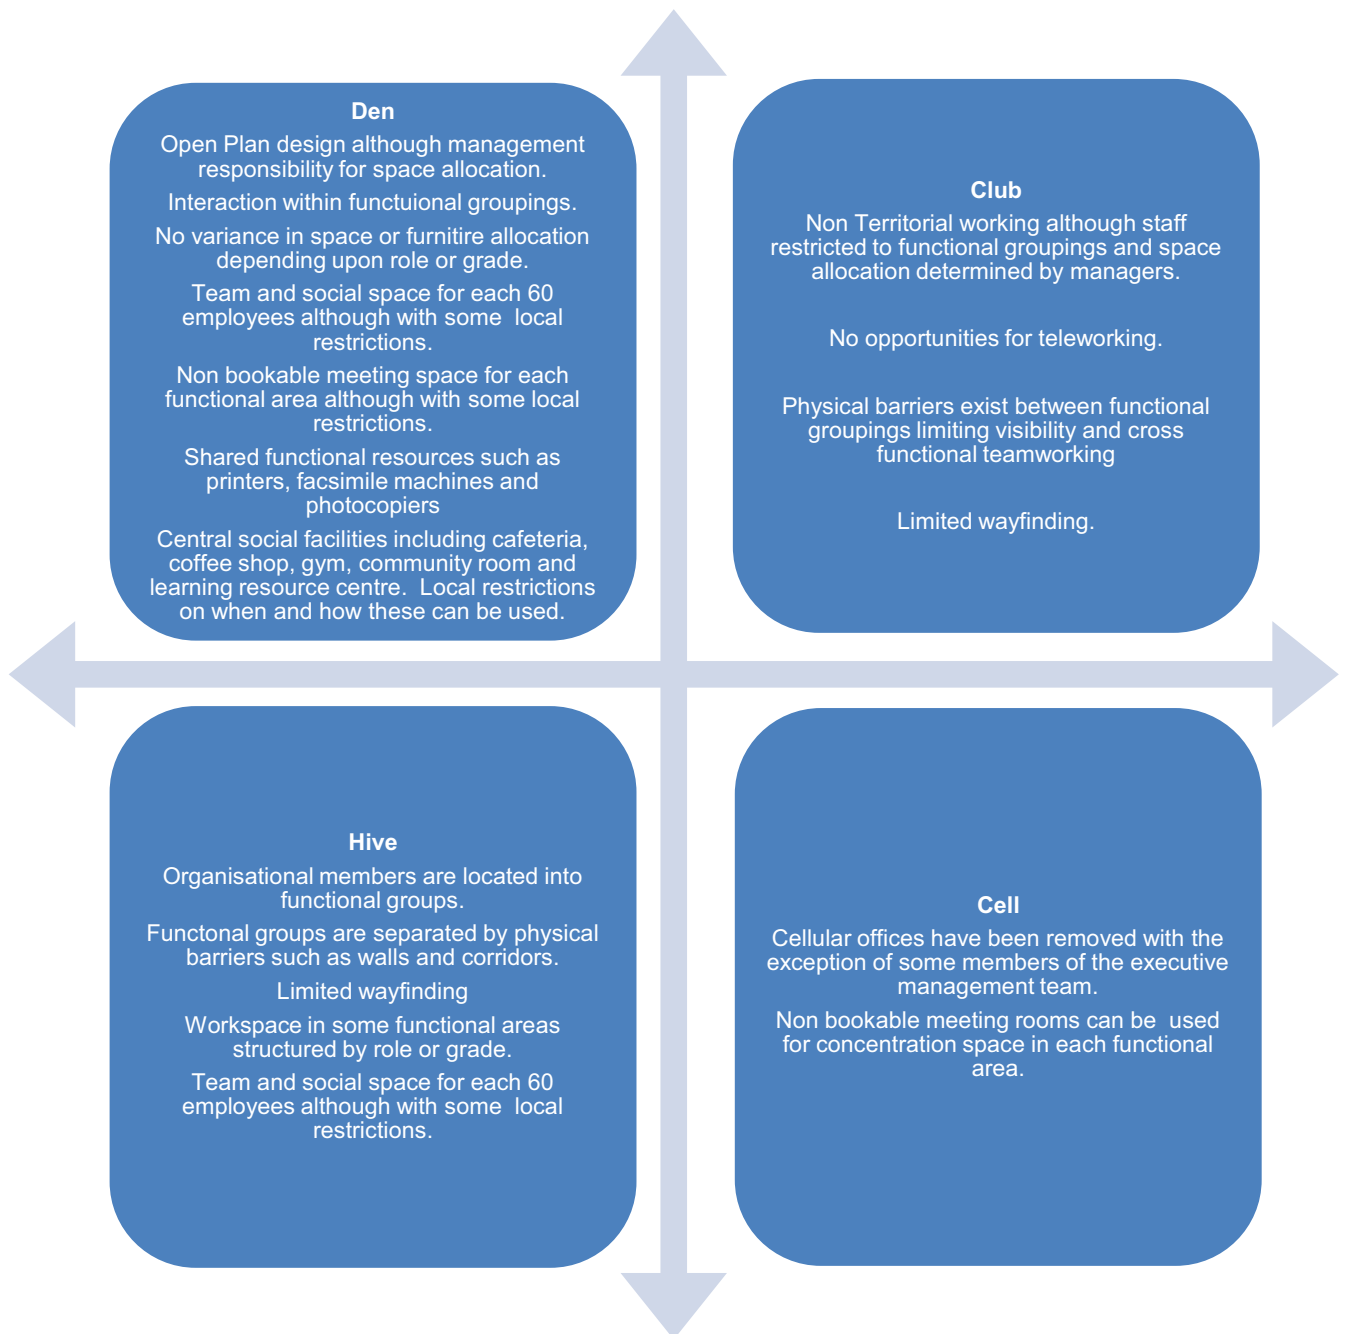 Den
Open Plan design although management
responsibility for space allocation.
Interaction within functuional groupings.
No variance in space or furnitire allocation
depending upon role or grade.
Team and social space for each 60
employees although with some  local
restrictions.
Non bookable meeting space for each
functional area although with some local
restrictions.
Shared functional resources such as
printers, facsimile machines and
photocopiers
Central social facilities including cafeteria,
coffee shop, gym, community room and
learning resource centre.  Local restrictions
on when and how these can be used.
Club
Non Territorial working although staff
restricted to functional groupings and space
allocation determined by managers.
No opportunities for teleworking.
Physical barriers exist between functional
groupings limiting visibility and cross
functional teamworking
Limited wayfinding.
Hive
Organisational members are located into
functional groups.
Functonal groups are separated by physical
barriers such as walls and corridors.
Limited wayfinding
Workspace in some functional areas
structured by role or grade.
Team and social space for each 60
employees although with some  local
restrictions.
Cell
Cellular offices have been removed with the
exception of some members of the executive
management team.
Non bookable meeting rooms can be  used
for concentration space in each functional
area.